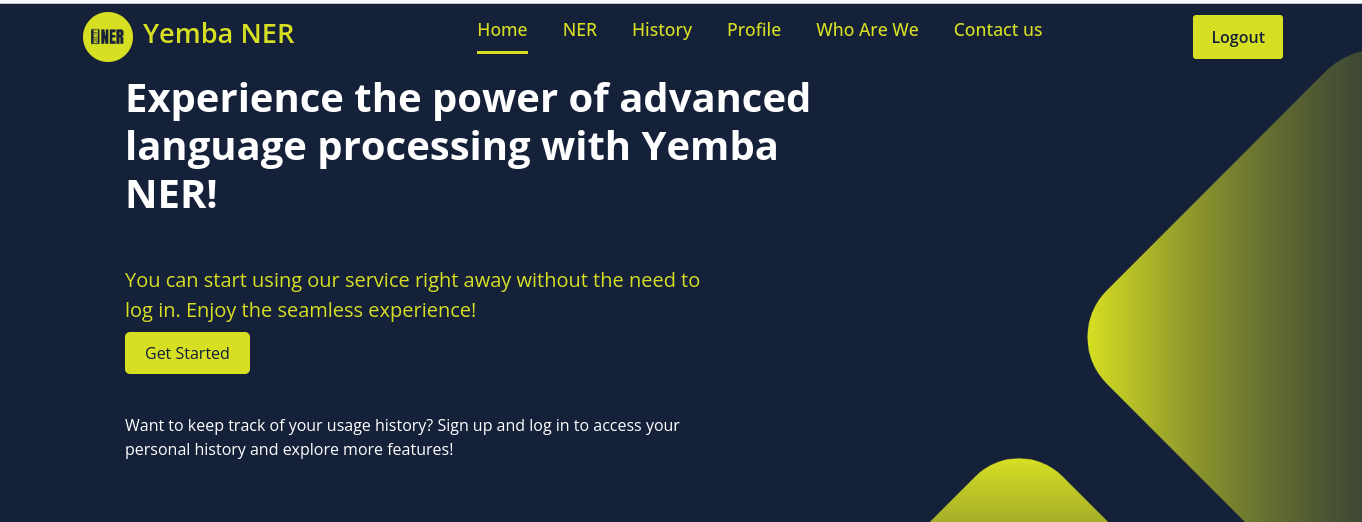 NER Yemba NER
Home NER History Profile Who Are We Contact us
Logout
Experience the power of advanced
language processing with Yemba
NER!
You can start using our service right away without the need to
log in. Enjoy the seamless experience!
Get Started
Want to keep track of your usage history? Sign up and log in to access your
personal history and explore more features!